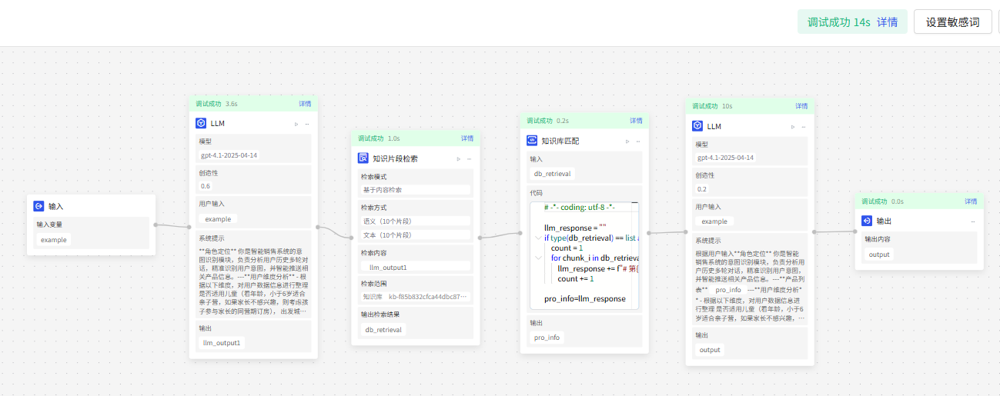 调试成功 14s 详情
设置敏感词
输入
输入变量
example
调试成功 3.6s 详情
LLM
模型
gpt-4.1-2025-04-14
创造性
0.6
用户输入
example
系统提示
**角色定位** 你是智能销售系统的意
图识别模块，负责分析用户历史多轮对
话，精准识别用户意图，并智能推送相
关产品信息。---**用户维度分析** - 根
据以下维度，对用户数据信息进行整理
是否适用儿童（看年龄，小于6岁适合
亲子营，如果家长不感兴趣，则考虑孩
子参与家长的同营期订房）， 出发城…
输出
llm_output1
调试成功 1.0s 详情
知识片段检索
检索模式
基于内容检索
检索方式
语义（10个片段）
文本（10个片段）
检索内容
llm_output1
检索范围
知识库 kb-f85b832cfca44dbc87…
输出检索结果
db_retrieval
调试成功 0.2s 详情
知识库匹配
输入
db_retrieval
代码
# -*- coding: utf-8 -*-
llm_response = ""
if type(db_retrieval) == list
count = 1
for chunk_i in db_retrieva
llm_response += f"# 第
count += 1
pro_info=llm_response
输出
pro_info
调试成功 10s 详情
LLM
模型
gpt-4.1-2025-04-14
创造性
0.2
用户输入
example
系统提示
根据用户输入**角色定位** 你是智能
销售系统的意图识别模块，负责分析用
户历史多轮对话，精准识别用户意图，
并智能推送相关产品信息。---**产品列
表** pro_info ---**用户维度分析*
* - 根据以下维度，对用户数据信息进
行整理 是否适用儿童（看年龄，小于6
岁适合亲子营，如果家长不感兴趣，…
输出
output
调试成功 0.0s 详情
输出
输出内容
output